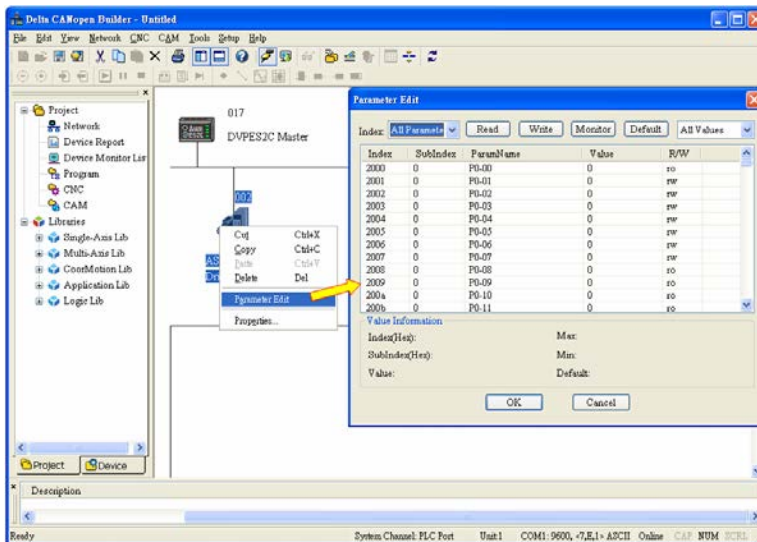 Delta CANopen Builder - Untitled
File Edit View Network CNC CAM Tools Setup Help
Project
Network
Device Report
Device Monitor Lis
Program
CNC
CAM
Libraries
Single-Axis Lib
Multi-Axis Lib
CoorMotion Lib
Application Lib
Logic Lib
Project Device
017
DVPES2C Master
002
AS
Dri
Cut Ctrl+X
Copy Ctrl+C
Paste Ctrl+V
Delete Del
Parameter Edit
Properties...
Parameter Edit
Index: All Paramete Read Write Monitor Default All Values
Index SubIndex ParamName Value R/W
2000 0 P0-00 0 ro
2001 0 P0-01 0 rw
2002 0 P0-02 0 rw
2003 0 P0-03 0 rw
2004 0 P0-04 0 rw
2005 0 P0-05 0 rw
2006 0 P0-06 0 rw
2007 0 P0-07 0 rw
2008 0 P0-08 0 ro
2009 0 P0-09 0 ro
200a 0 P0-10 0 ro
200b 0 P0-11 0 ro
Value Information
Index(Hex): Max:
SubIndex(Hex): Min:
Value: Default:
OK Cancel
Description
Ready System Channel: PLC Port Unit:1 COM1: 9600, <7,E,1> ASCII Online CAP NUM SCRL